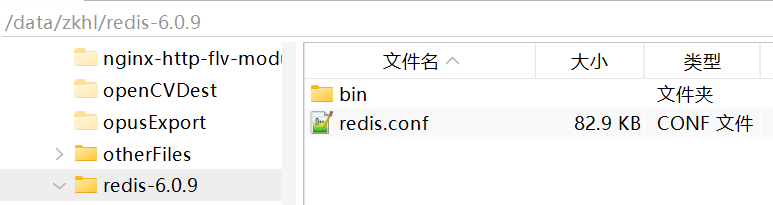 /data/zkhl/redis-6.0.9
nginx-http-flv-modu
openCVDest
opusExport
otherFiles
redis-6.0.9
文件名 大小 类型
bin 文件夹
redis.conf 82.9 KB CONF 文件